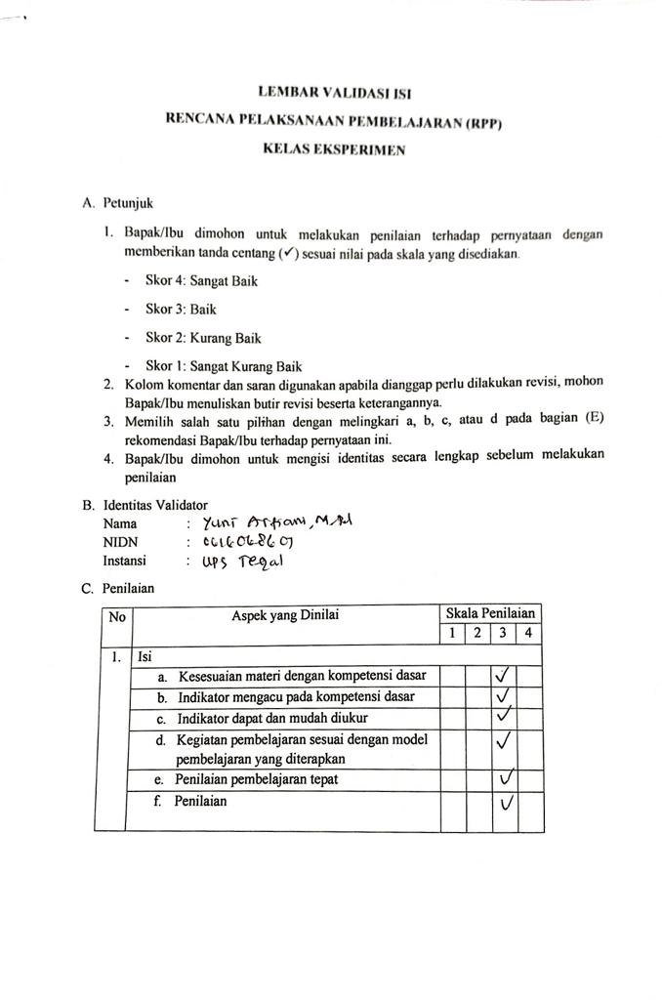 LEMBAR VALIDASI ISI
RENCANA PELAKSANAAN PEMBELAJARAN (RPP)
KELAS EKSPERIMEN
A. Petunjuk
1. Bapak/Ibu dimohon untuk melakukan penilaian terhadap pernyataan dengan
memberikan tanda centang (✓) sesuai nilai pada skala yang disediakan.
- Skor 4: Sangat Baik
- Skor 3: Baik
- Skor 2: Kurang Baik
- Skor 1: Sangat Kurang Baik
2. Kolom komentar dan saran digunakan apabila dianggap perlu dilakukan revisi, mohon
Bapak/Ibu menuliskan butir revisi beserta keterangannya.
3. Memilih salah satu pilihan dengan melingkari a, b, c, atau d pada bagian (E)
rekomendasi Bapak/Ibu terhadap pernyataan ini.
4. Bapak/Ibu dimohon untuk mengisi identitas secara lengkap sebelum melakukan
penilaian
B. Identitas Validator
Nama : Yuni Arfiani, M.Pd
NIDN :
Instansi : UPS Tegal
C. Penilaian
No Aspek yang Dinilai Skala Penilaian
1 2 3 4
1. Isi
a. Kesesuaian materi dengan kompetensi dasar ✓
b. Indikator mengacu pada kompetensi dasar ✓
c. Indikator dapat dan mudah diukur ✓
d. Kegiatan pembelajaran sesuai dengan model ✓
pembelajaran yang diterapkan
e. Penilaian pembelajaran tepat ✓
f. Penilaian ✓